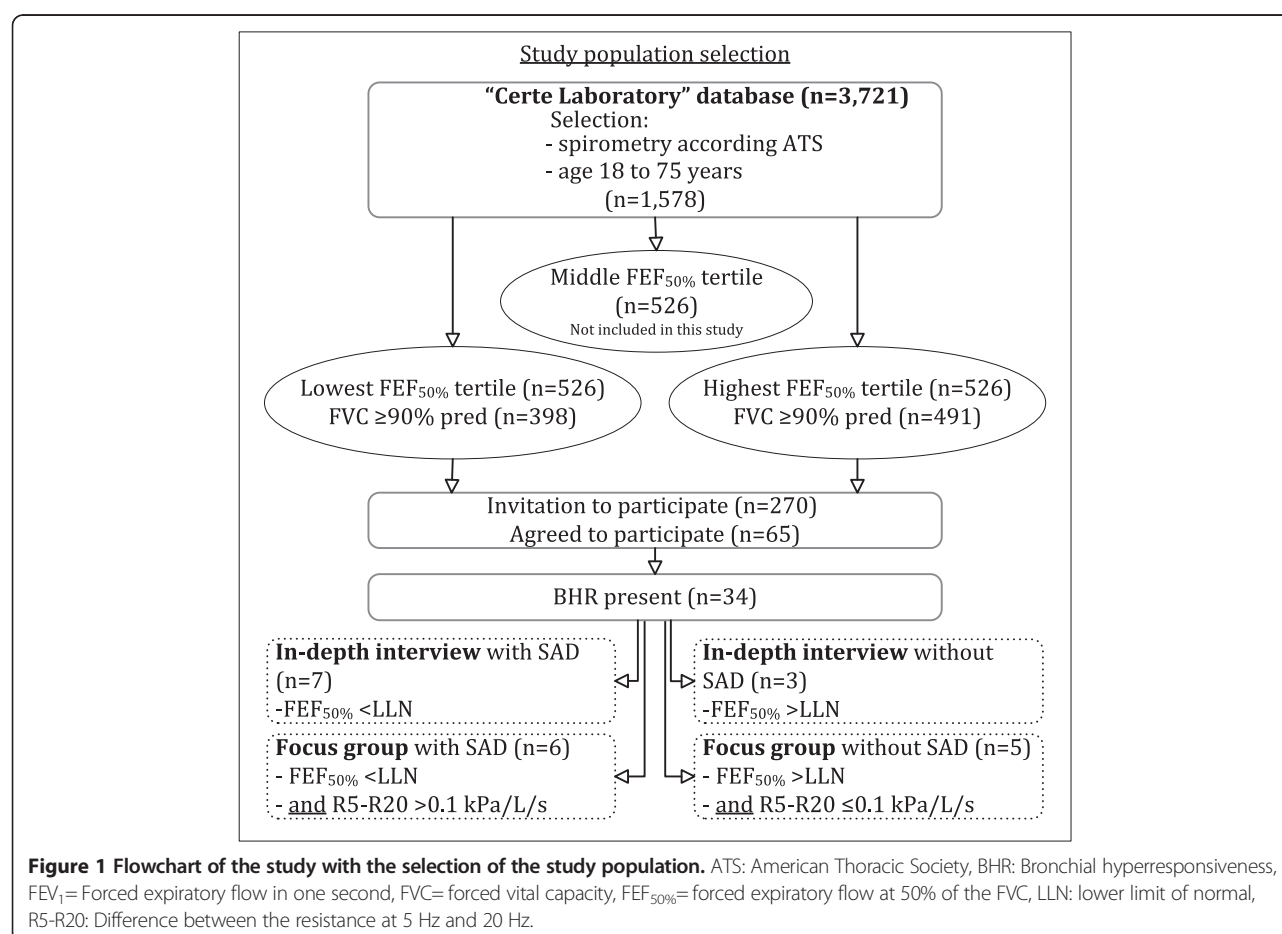 Study population selection
“Certe Laboratory” database (n=3,721)
Selection:
- spirometry according ATS
- age 18 to 75 years
(n=1,578)
Middle FEF50% tertile
(n=526)
Not included in this study
Lowest FEF50% tertile (n=526)
FVC ≥90% pred (n=398)
Highest FEF50% tertile (n=526)
FVC ≥90% pred (n=491)
Invitation to participate (n=270)
Agreed to participate (n=65)
BHR present (n=34)
In-depth interview with SAD
(n=7)
-FEF50% <LLN
In-depth interview without
SAD (n=3)
-FEF50% >LLN
Focus group with SAD (n=6)
- FEF50% <LLN
- and R5-R20 >0.1 kPa/L/s
Focus group without SAD (n=5)
- FEF50% >LLN
- and R5-R20 ≤0.1 kPa/L/s
Figure 1 Flowchart of the study with the selection of the study population. ATS: American Thoracic Society, BHR: Bronchial hyperresponsiveness,
FEV1= Forced expiratory flow in one second, FVC= forced vital capacity, FEF50%= forced expiratory flow at 50% of the FVC, LLN: lower limit of normal,
R5-R20: Difference between the resistance at 5 Hz and 20 Hz.